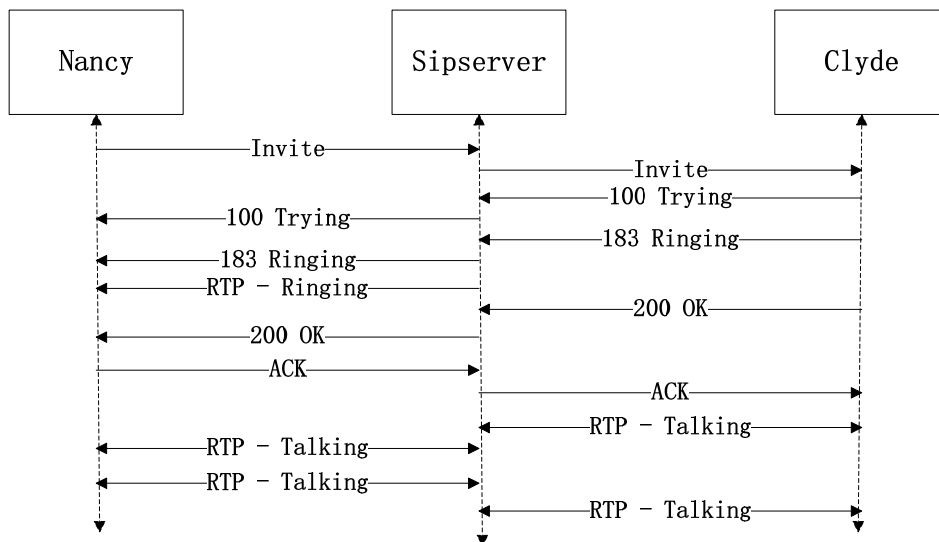 Nancy
Sipserver
Clyde
Invite
Invite
100 Trying
100 Trying
183 Ringing
183 Ringing
RTP - Ringing
200 OK
200 OK
ACK
ACK
RTP - Talking
RTP - Talking
RTP - Talking
RTP - Talking